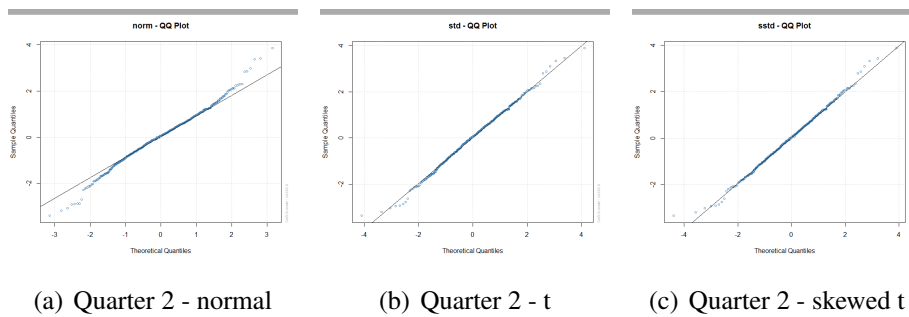 norm - QQ Plot
Sample Quantiles
4
2
0
-2
-3
-2
-1
0
1
2
3
Theoretical Quantiles
std - QQ Plot
Sample Quantiles
4
2
0
-2
-4
-2
0
2
4
Theoretical Quantiles
sstd - QQ Plot
Sample Quantiles
4
2
0
-2
-4
-2
0
2
4
Theoretical Quantiles
(a) Quarter 2 - normal
(b) Quarter 2 - t
(c) Quarter 2 - skewed t